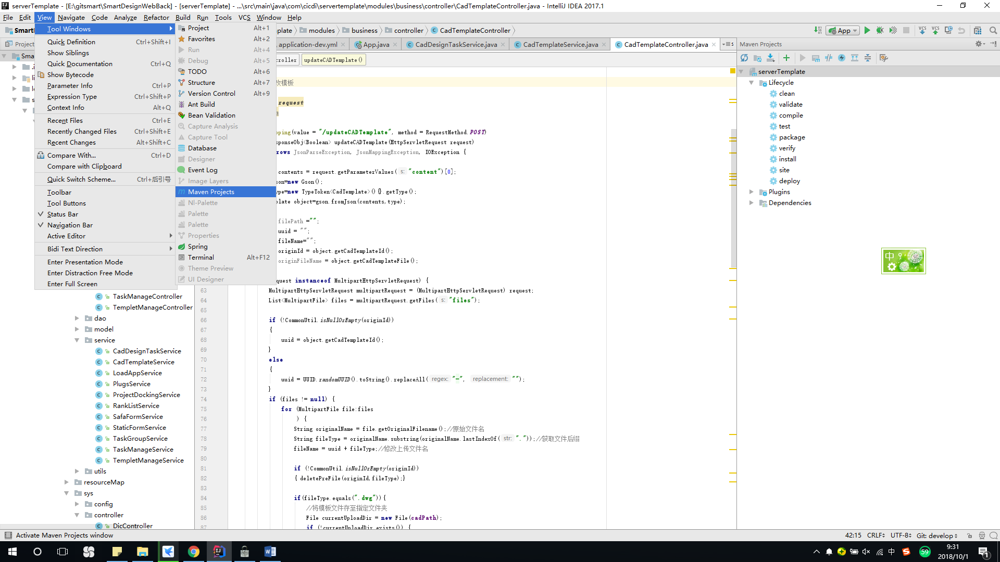 serverTemplate - [E:\gitsmart\SmartDesignWebBack] - [serverTemplate] - ...\src\main\java\com\cicdi\servertemplate\modules\business\controller\CadTemplateController.java - IntelliJ IDEA 2017.1
File Edit View Navigate Code Analyze Refactor Build Run Tools VCS Window Help
plate modules business controller CadTemplateController App
Project application-dev.yml App.java CadDesignTaskService.java CadTemplateService.java CadTemplateController.java 5 Maven Projects
Tool Windows
Quick Definition Ctrl+Shift+I
Show Siblings
Quick Documentation Ctrl+Q
Show Bytecode
Parameter Info Ctrl+P
Expression Type Ctrl+Shift+P
Context Info Alt+Q
Recent Files Ctrl+E
Recently Changed Files Ctrl+Shift+E
Recent Changes Alt+Shift+C
Compare With... Ctrl+D
Compare with Clipboard
Quick Switch Scheme... Ctrl+后引号
Toolbar
Tool Buttons
Status Bar
Navigation Bar
Active Editor
Bidi Text Direction
Enter Presentation Mode
Enter Distraction Free Mode
Enter Full Screen
Project Alt+1
Favorites Alt+2
Run Alt+4
Debug Alt+5
TODO Alt+6
Structure Alt+7
Version Control Alt+9
Ant Build
Bean Validation
Capture Analysis
Capture Tool
Database
Designer
Event Log
Image Layers
Maven Projects
NI-Palette
Palette
Palette
Properties
Spring
Terminal Alt+F12
Theme Preview
UI Designer
TaskManageController
TempletManageController
dao
model
service
CadDesignTaskService
CadTemplateService
LoadAppService
PlugsService
ProjectDockingService
RankListService
SafaFormService
StaticFormService
TaskGroupService
TaskManageService
TempletManageService
utils
resourceMap
sys
config
controller
DicController
roller updateCADTemplate()
改模板
request
pping(value = "/updateCADTemplate", method = RequestMethod.POST)
sponseObj<Boolean> updateCADTemplate(HttpServletRequest request)
rows JsonParseException, JsonMappingException, IOException {
contents = request.getParameterValues( s: "content")[0];
son=new Gson();
ype=new TypeToken<CadTemplate>(){}.getType();
plate object=gson.fromJson(contents,type);
filePath ="";
uuid = "";
fileName="";
originId = object.getCadTemplateId();
originFileName = object.getCadTemplateFile();
quest instanceof MultipartHttpServletRequest) {
63 MultipartHttpServletRequest multipartRequest = (MultipartHttpServletRequest) request;
64 List<MultipartFile> files = multipartRequest.getFiles( s: "files");
65
66 if (!CommonUtil.isNullOrEmpty(originId))
67 {
68 uuid = object.getCadTemplateId();
69 }
70 else
71 {
72 uuid = UUID.randomUUID().toString().replaceAll( regex: "-", replacement: "");
73 }
74 if (files != null) {
75 for (MultipartFile file:files
76 ) {
77 String originalName = file.getOriginalFilename();//原始文件名
78 String fileType = originalName.substring(originalName.lastIndexOf( str: "."));//获取文件后缀
79 fileName = uuid + fileType;//修改上传文件名
80
81 if (!CommonUtil.isNullOrEmpty(originId))
82 { deletePreFile(originId,fileType);}
83
84 if(fileType.equals(".dwg")){
85 //将模板文件存至指定文件夹
86 File currentUploadDir = new File(cadPath);
87 if (!currentUploadDir.exists()) {
serverTemplate
Lifecycle
clean
validate
compile
test
package
verify
install
site
deploy
Plugins
Dependencies
中
Activate Maven Projects window 42:15 CRLF UTF-8 Git: develop
中 59 9:31
2018/10/1 1